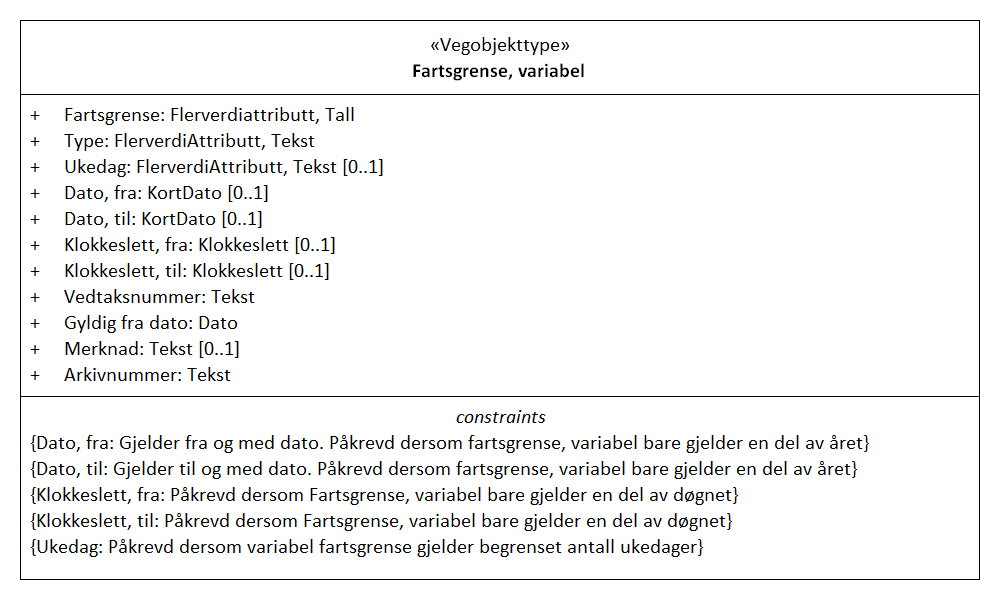 «Vegobjekttype»
Fartsgrense, variabel
+ Fartsgrense: Flerverdiattributt, Tall
+ Type: FlerverdiAttributt, Tekst
+ Ukedag: FlerverdiAttributt, Tekst [0..1]
+ Dato, fra: KortDato [0..1]
+ Dato, til: KortDato [0..1]
+ Klokkeslett, fra: Klokkeslett [0..1]
+ Klokkeslett, til: Klokkeslett [0..1]
+ Vedtaksnummer: Tekst
+ Gyldig fra dato: Dato
+ Merknad: Tekst [0..1]
+ Arkivnummer: Tekst
constraints
{Dato, fra: Gjelder fra og med dato. Påkrevd dersom fartsgrense, variabel bare gjelder en del av året}
{Dato, til: Gjelder til og med dato. Påkrevd dersom fartsgrense, variabel bare gjelder en del av året}
{Klokkeslett, fra: Påkrevd dersom Fartsgrense, variabel bare gjelder en del av døgnet}
{Klokkeslett, til: Påkrevd dersom Fartsgrense, variabel bare gjelder en del av døgnet}
{Ukedag: Påkrevd dersom variabel fartsgrense gjelder begrenset antall ukedager}